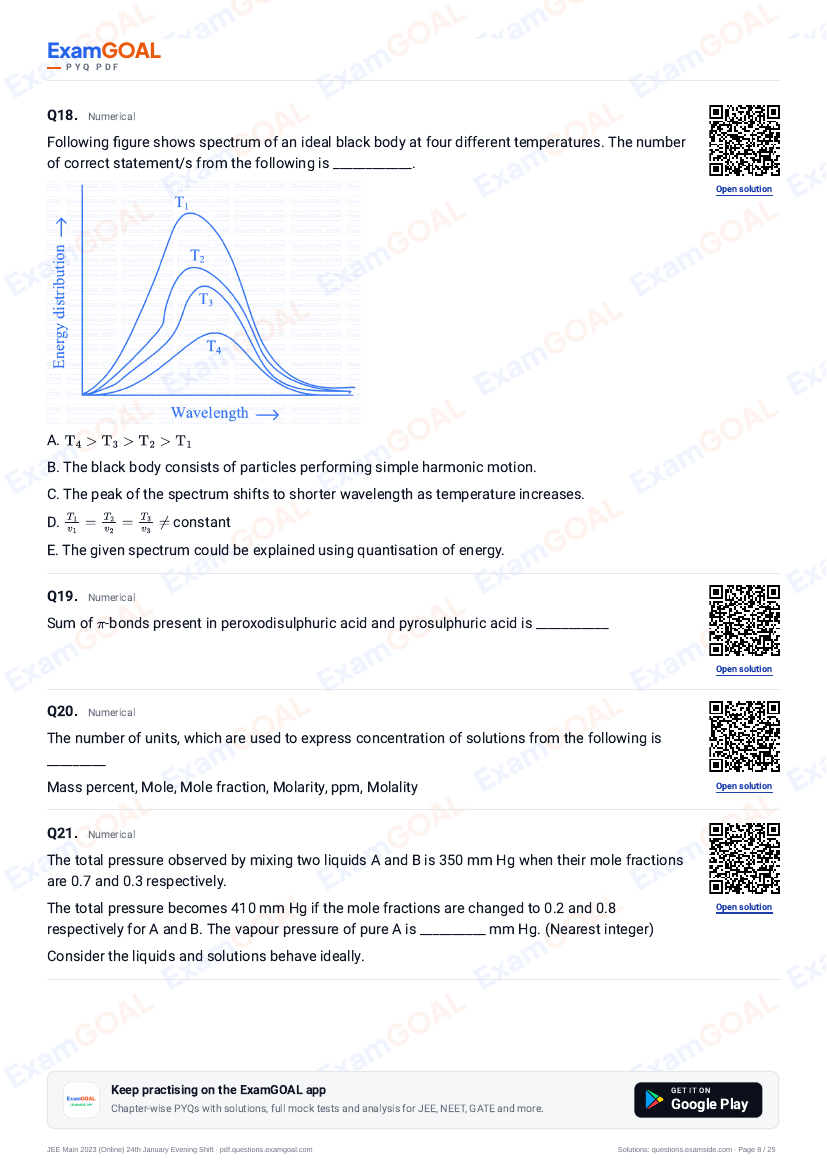 ExamGOAL
PYQ PDF
Q18. Numerical
Following figure shows spectrum of an ideal black body at four different temperatures. The number
of correct statement/s from the following is ____________.
Open solution
T₁
T₂
T₃
T₄
Energy distribution →
Wavelength →
A. T₄ > T₃ > T₂ > T₁
B. The black body consists of particles performing simple harmonic motion.
C. The peak of the spectrum shifts to shorter wavelength as temperature increases.
D. T₁/ν₁ = T₂/ν₂ = T₃/ν₃ ≠ constant
E. The given spectrum could be explained using quantisation of energy.
Q19. Numerical
Sum of π-bonds present in peroxodisulphuric acid and pyrosulphuric acid is ___________
Open solution
Q20. Numerical
The number of units, which are used to express concentration of solutions from the following is
_________
Mass percent, Mole, Mole fraction, Molarity, ppm, Molality
Open solution
Q21. Numerical
The total pressure observed by mixing two liquids A and B is 350 mm Hg when their mole fractions
are 0.7 and 0.3 respectively.
The total pressure becomes 410 mm Hg if the mole fractions are changed to 0.2 and 0.8
respectively for A and B. The vapour pressure of pure A is __________ mm Hg. (Nearest integer)
Consider the liquids and solutions behave ideally.
Open solution
ExamGOAL
Keep practising on the ExamGOAL app
Chapter-wise PYQs with solutions, full mock tests and analysis for JEE, NEET, GATE and more.
GET IT ON
Google Play
JEE Main 2023 (Online) 24th January Evening Shift · pdf.questions.examgoal.com
Solutions: questions.examside.com · Page 8 / 25